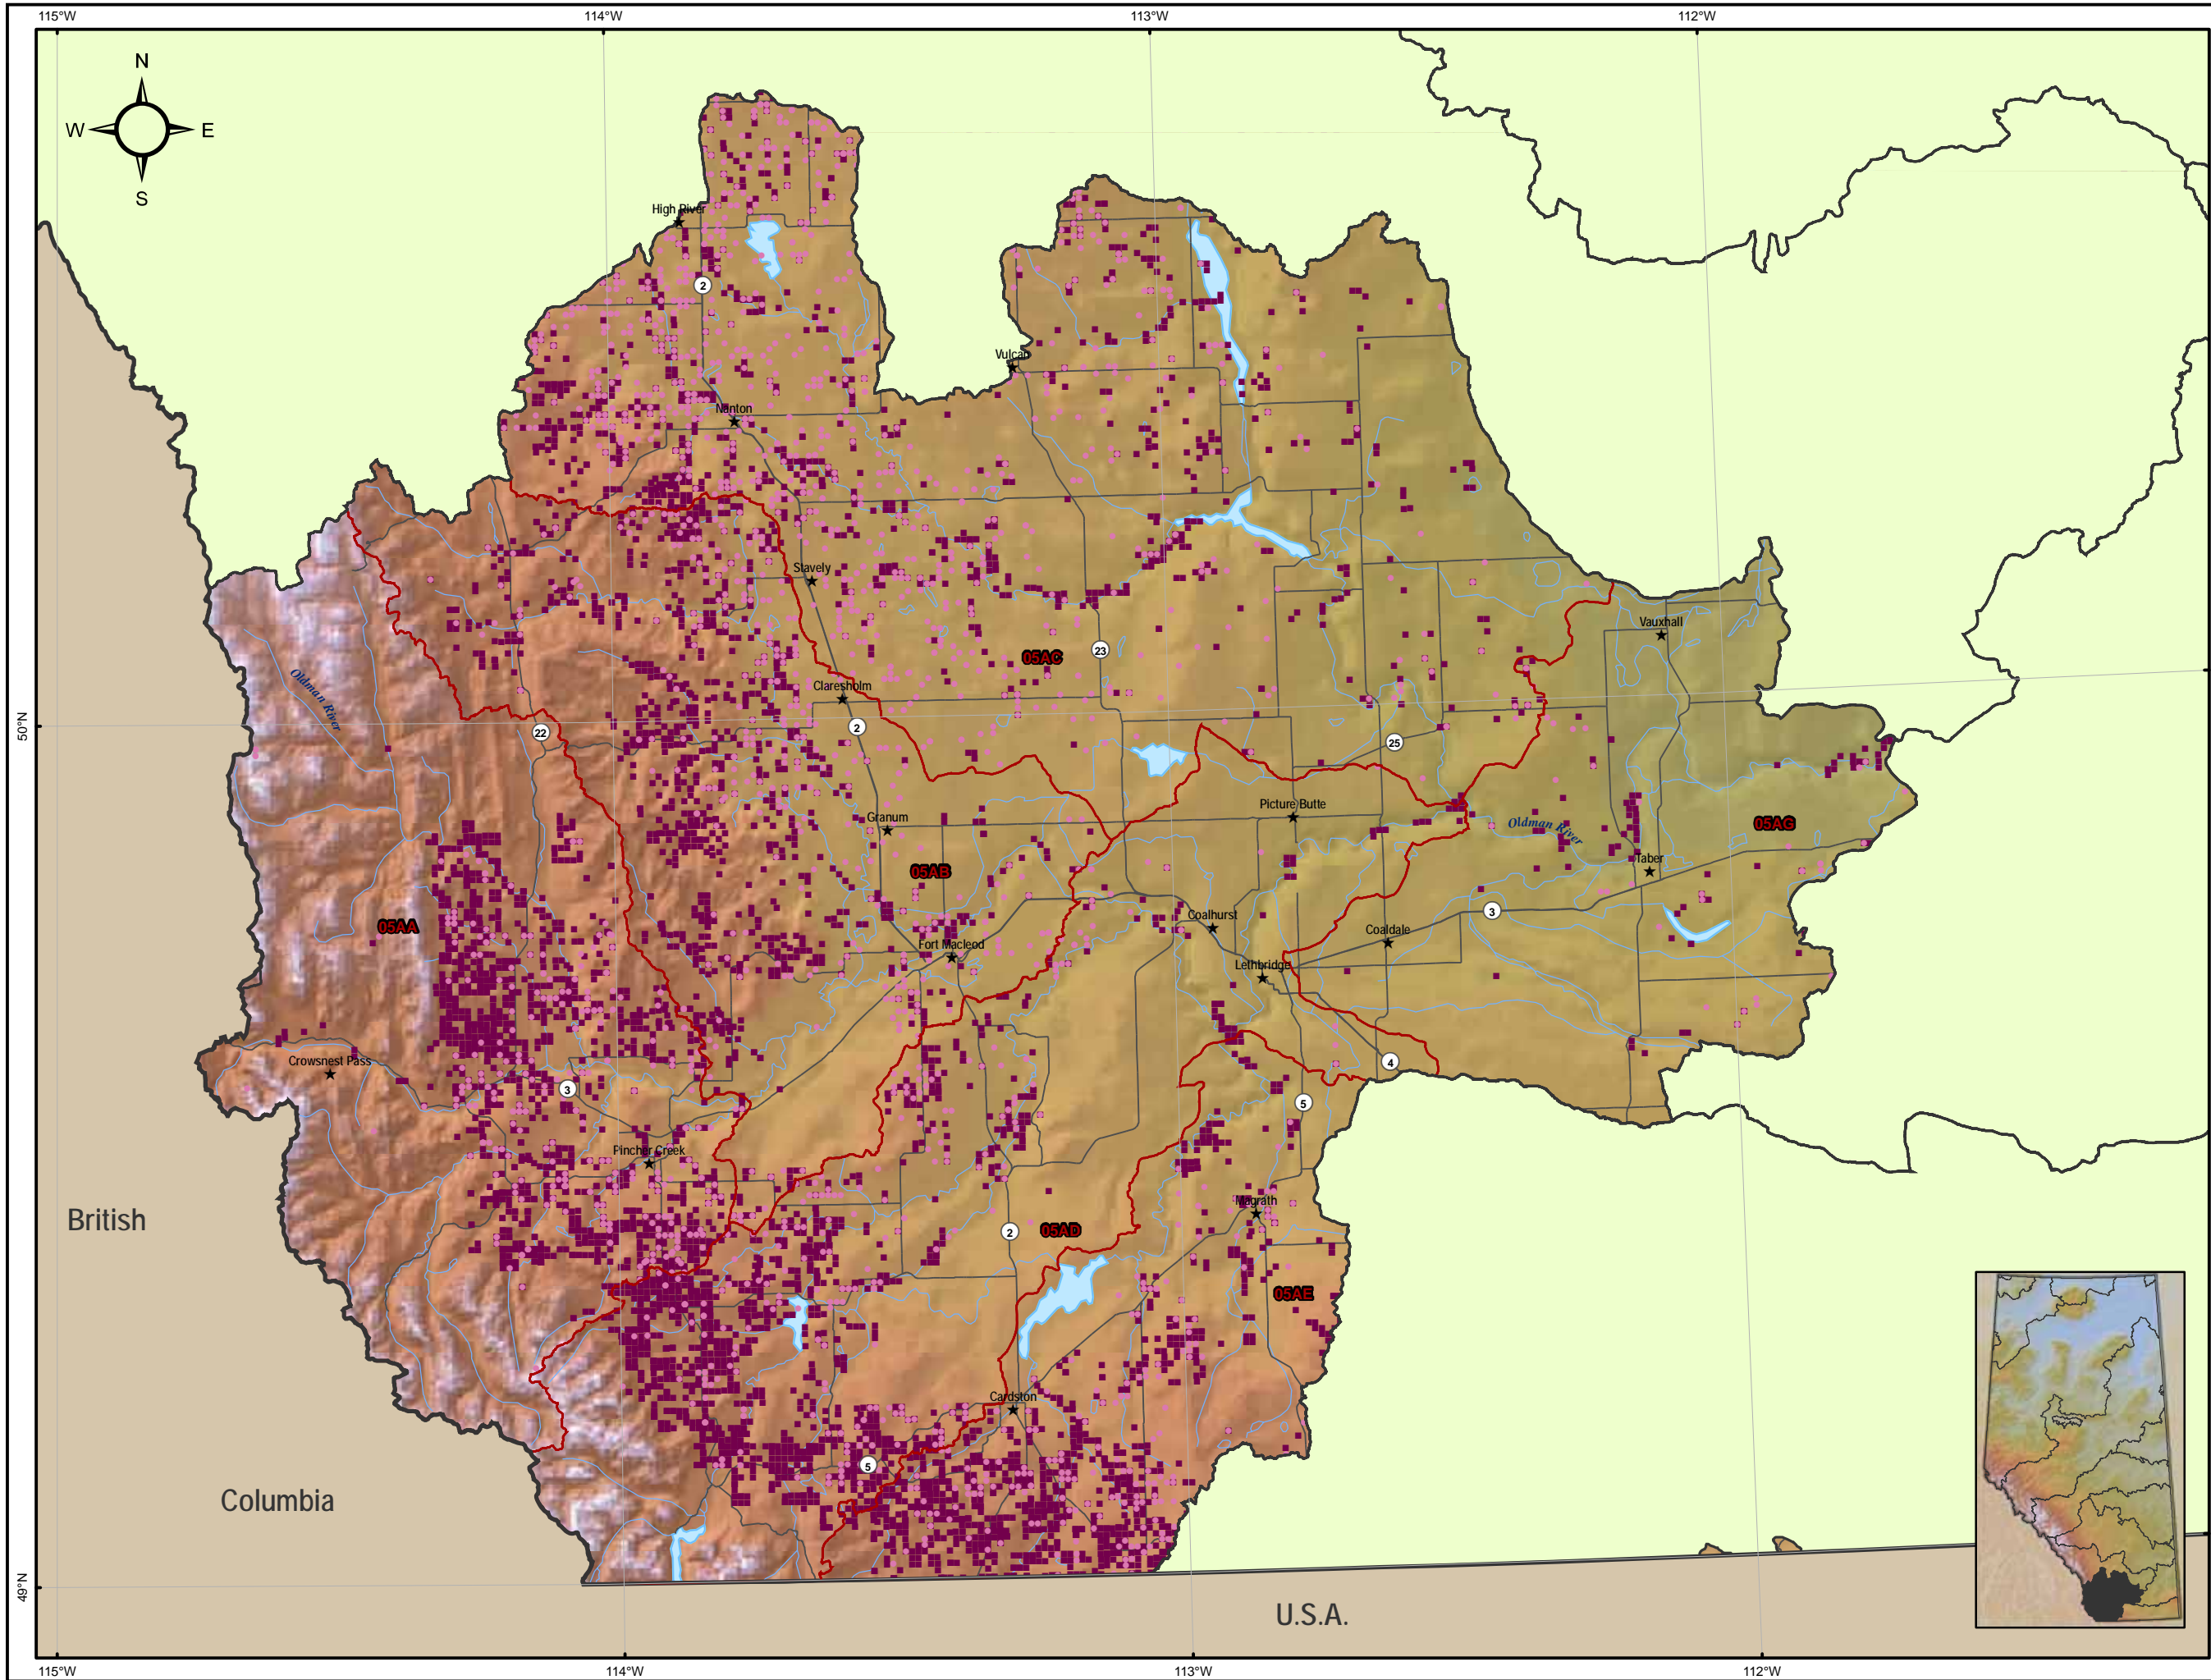 115°W
114°W
113°W
112°W
N
W
E
S
High River
2
Vulcan
Nanton
Stavely
Vauxhall
05AC
23
Oldman River
Claresholm
2
22
25
50°N
Picture Butte
Granum
Oldman River
05AG
Taber
05AB
3
Coalhurst
05AA
Coaldale
Fort Macleod
Lethbridge
Crowsnest Pass
4
3
5
Pincher Creek
Magrath
British
2
05AD
05AE
Cardston
5
Columbia
49°N
U.S.A.
115°W
114°W
113°W
112°W